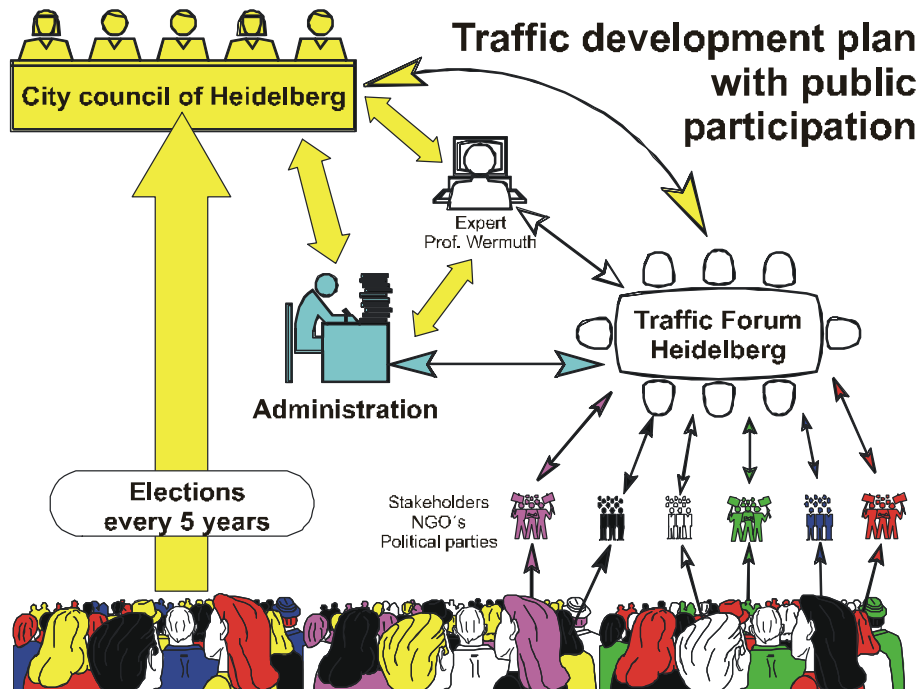 Traffic development plan
with public
participation
City council of Heidelberg
Expert
Prof. Wermuth
Traffic Forum
Heidelberg
Administration
Elections
every 5 years
Stakeholders
NGO´s
Political parties